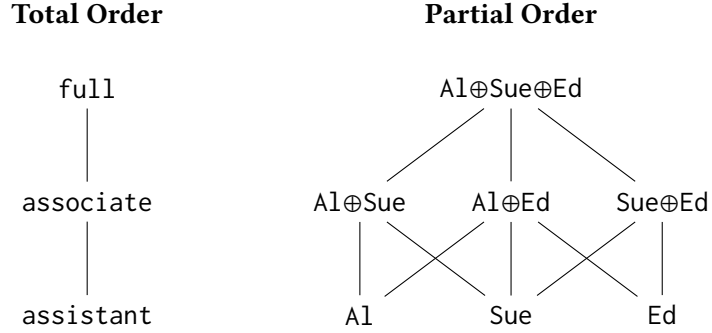 Total Order Partial Order
full Al⊕Sue⊕Ed
associate Al⊕Sue Al⊕Ed Sue⊕Ed
assistant Al Sue Ed